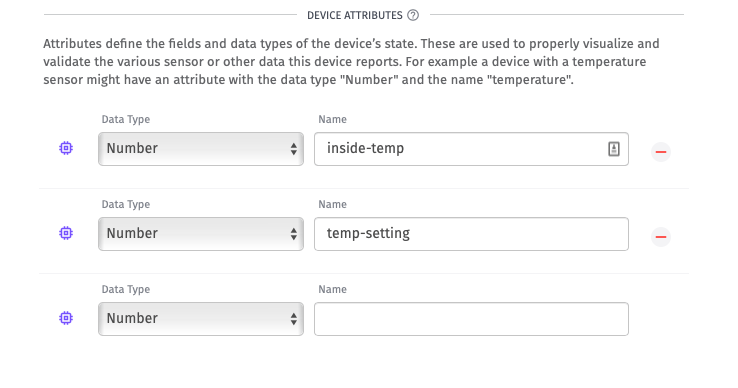 DEVICE ATTRIBUTES ?
Attributes define the fields and data types of the device’s state. These are used to properly visualize and
validate the various sensor or other data this device reports. For example a device with a temperature
sensor might have an attribute with the data type "Number" and the name "temperature".
Data Type Name
Number inside-temp
Data Type Name
Number temp-setting
Data Type Name
Number